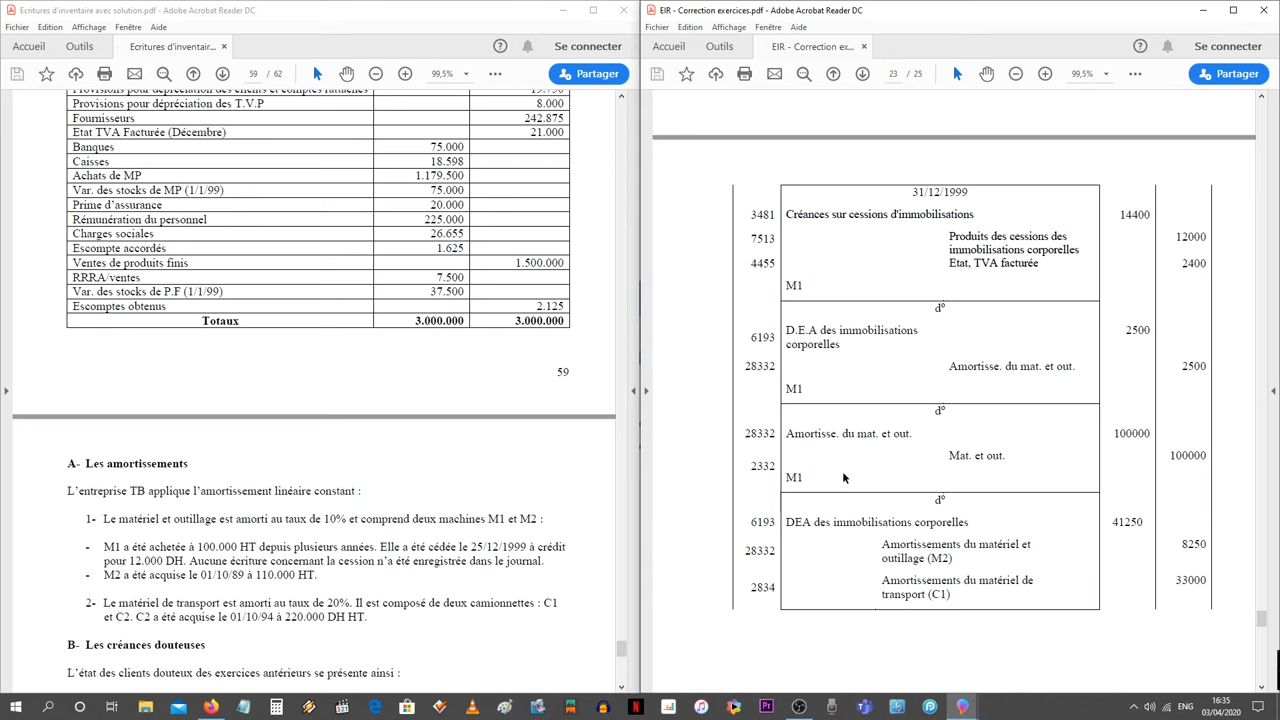 Ecritures d'inventaire avec solution.pdf - Adobe Acrobat Reader DC
Fichier Edition Affichage Fenêtre Aide
Accueil Outils Ecritures d'inventair... × Se connecter
59 / 62 99,5% Partager
Provisions pour dépréciation des clients et comptes rattachés
Provisions pour dépréciation des T.V.P 8.000
Fournisseurs 242.875
Etat TVA Facturée (Décembre) 21.000
Banques 75.000
Caisses 18.598
Achats de MP 1.179.500
Var. des stocks de MP (1/1/99) 75.000
Prime d'assurance 20.000
Rémunération du personnel 225.000
Charges sociales 26.655
Escompte accordés 1.625
Ventes de produits finis 1.500.000
RRRA/ventes 7.500
Var. des stocks de P.F (1/1/99) 37.500
Escomptes obtenus 2.125
Totaux 3.000.000 3.000.000
59
A- Les amortissements
L'entreprise TB applique l'amortissement linéaire constant :
1- Le matériel et outillage est amorti au taux de 10% et comprend deux machines M1 et M2 :
- M1 a été achetée à 100.000 HT depuis plusieurs années. Elle a été cédée le 25/12/1999 à crédit
pour 12.000 DH. Aucune écriture concernant la cession n'a été enregistrée dans le journal.
- M2 a été acquise le 01/10/89 à 110.000 HT.
2- Le matériel de transport est amorti au taux de 20%. Il est composé de deux camionnettes : C1
et C2. C2 a été acquise le 01/10/94 à 220.000 DH HT.
B- Les créances douteuses
L'état des clients douteux des exercices antérieurs se présente ainsi :
EIR - Correction exercices.pdf - Adobe Acrobat Reader DC
Fichier Edition Affichage Fenêtre Aide
Accueil Outils EIR - Correction ex... × Se connecter
23 / 25 99,5% Partager
31/12/1999
3481 Créances sur cessions d'immobilisations 14400
7513 Produits des cessions des 12000
immobilisations corporelles
4455 Etat, TVA facturée 2400
M1
d°
6193 D.E.A des immobilisations 2500
corporelles
28332 Amortisse. du mat. et out. 2500
M1
d°
28332 Amortisse. du mat. et out. 100000
2332 Mat. et out. 100000
M1
d°
6193 DEA des immobilisations corporelles 41250
28332 Amortissements du matériel et 8250
outillage (M2)
2834 Amortissements du matériel de 33000
transport (C1)
ENG 16:35
03/04/2020